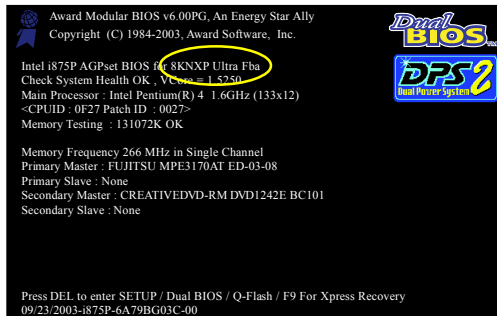 Award Modular BIOS v6.00PG, An Energy Star Ally
Copyright (C) 1984-2003, Award Software, Inc.
Dual
BIOS
TM
Intel i875P AGPset BIOS for 8KNXP Ultra Fba
Check System Health OK , VCore = 1.5250
Main Processor : Intel Pentium(R) 4 1.6GHz (133x12)
<CPUID : 0F27 Patch ID : 0027>
Memory Testing : 131072K OK
DPS2
Dual Power System
Memory Frequency 266 MHz in Single Channel
Primary Master : FUJITSU MPE3170AT ED-03-08
Primary Slave : None
Secondary Master : CREATIVEDVD-RM DVD1242E BC101
Secondary Slave : None
Press DEL to enter SETUP / Dual BIOS / Q-Flash / F9 For Xpress Recovery
09/23/2003-i875P-6A79BG03C-00